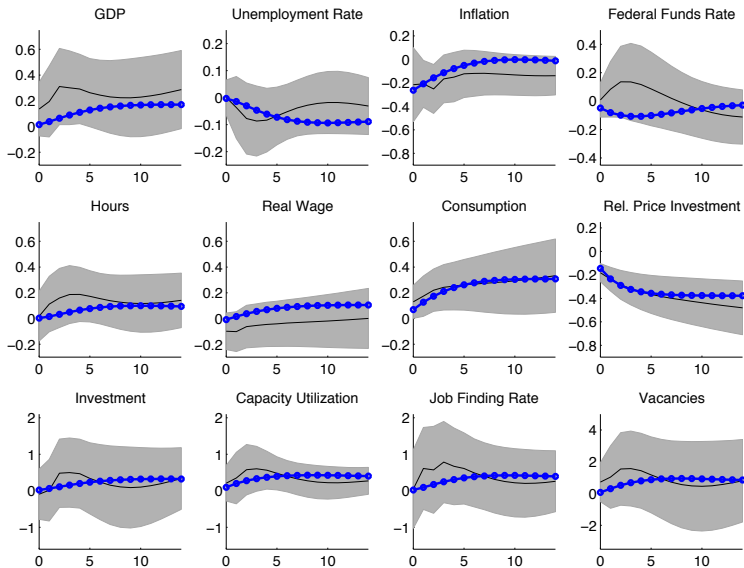 GDP Unemployment Rate Inflation Federal Funds Rate
0.6 0.2 0.2 0.4
0.4 0.1 0 0.2
0.2 0 −0.2 0
0 −0.1 −0.4 −0.2
−0.2 −0.2 −0.6 −0.4
−0.8
0 5 10 0 5 10 0 5 10 0 5 10
Hours Real Wage Consumption Rel. Price Investment
0.6 0.6 0.6 0
0.4 0.4 0.4 −0.2
0.2 0.2 0.2 −0.4
0 0 0 −0.6
−0.2 −0.2 −0.2 −0.8
0 5 10 0 5 10 0 5 10 0 5 10
Investment Capacity Utilization Job Finding Rate Vacancies
2 2 2 4
1 1 1 2
0 0 0 0
−1 −1 −1 −2
0 5 10 0 5 10 0 5 10 0 5 10